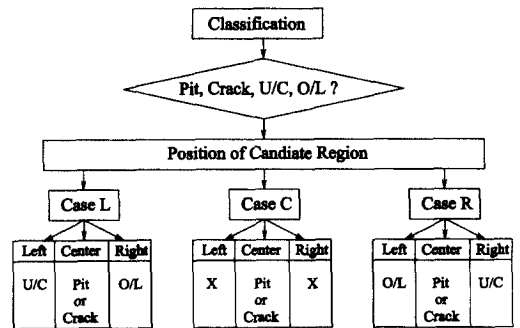 Classification
Pit, Crack, U/C, O/L ?
Position of Candiate Region
Case L
Case C
Case R
Left Center Right
U/C Pit or Crack O/L
Left Center Right
X Pit or Crack X
Left Center Right
O/L Pit or Crack U/C